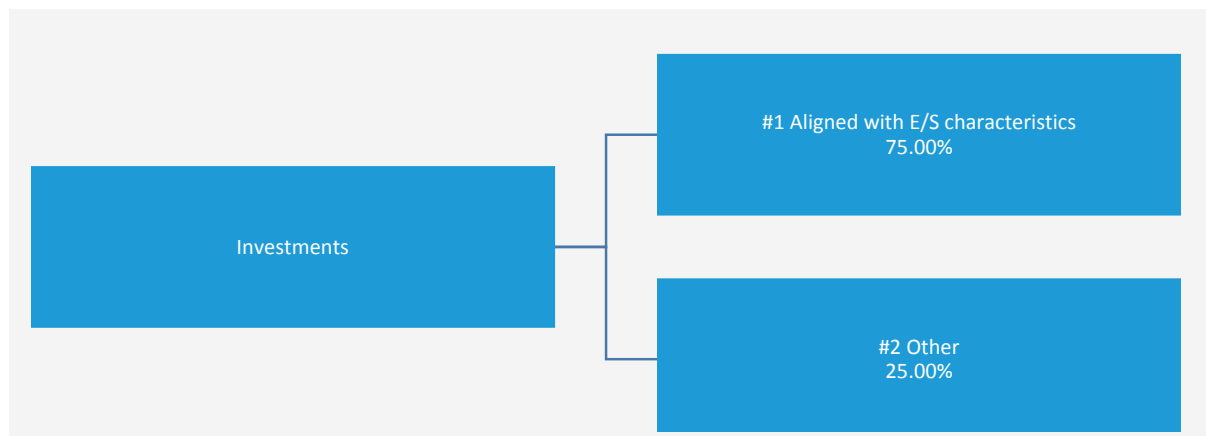 Investments
#1 Aligned with E/S characteristics
75.00%
#2 Other
25.00%